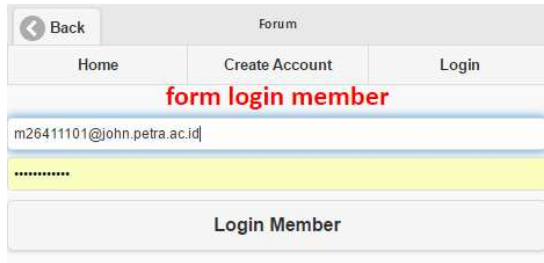 Back
Forum
Home Create Account Login
form login member
m26411101@john.petra.ac.id
••••••••••••
Login Member